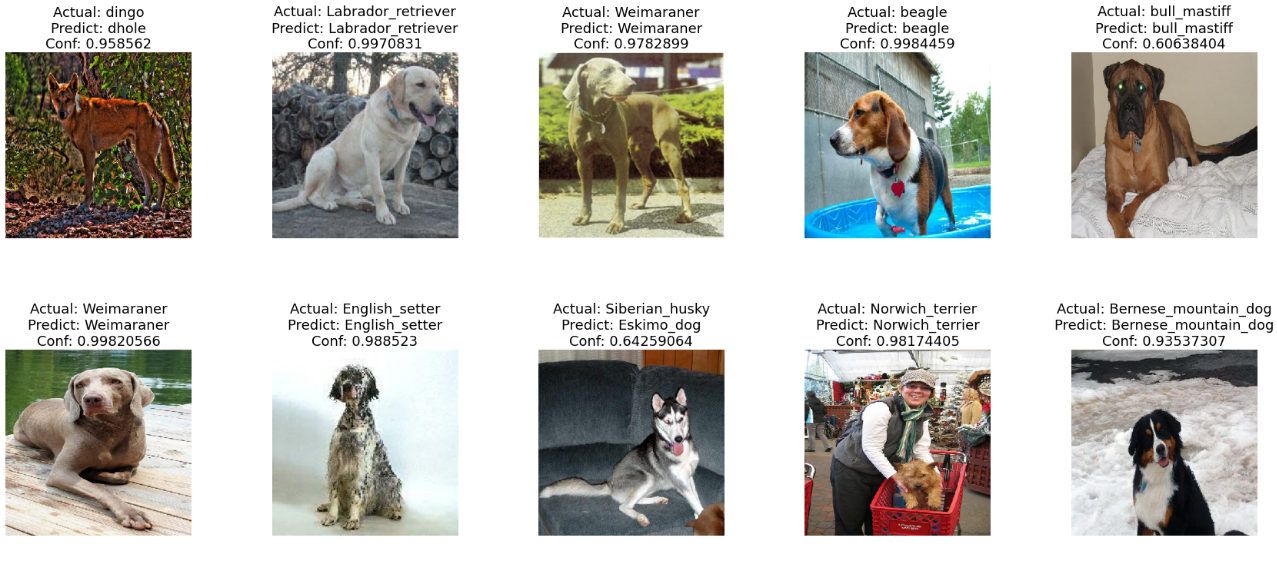 Actual: dingo
Predict: dhole
Conf: 0.958562
Actual: Labrador_retriever
Predict: Labrador_retriever
Conf: 0.9970831
Actual: Weimaraner
Predict: Weimaraner
Conf: 0.9782899
Actual: beagle
Predict: beagle
Conf: 0.9984459
Actual: bull_mastiff
Predict: bull_mastiff
Conf: 0.60638404
Actual: Weimaraner
Predict: Weimaraner
Conf: 0.99820566
Actual: English_setter
Predict: English_setter
Conf: 0.988523
Actual: Siberian_husky
Predict: Eskimo_dog
Conf: 0.64259064
Actual: Norwich_terrier
Predict: Norwich_terrier
Conf: 0.98174405
Actual: Bernese_mountain_dog
Predict: Bernese_mountain_dog
Conf: 0.93537307